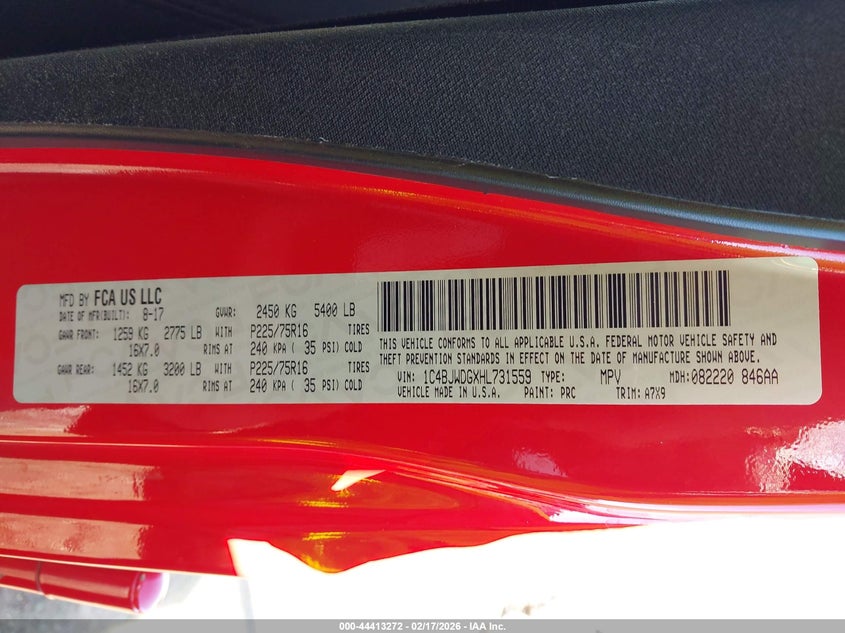 MFD BY FCA US LLC
DATE OF MFR(BUILT): 8-17 GVWR: 2450 KG 5400 LB
GAWR FRONT: 1259 KG 2775 LB WITH P225/75R16 TIRES
16X7.0 RIMS AT 240 KPA ( 35 PSI) COLD
GAWR REAR: 1452 KG 3200 LB WITH P225/75R16 TIRES
16X7.0 RIMS AT 240 KPA ( 35 PSI) COLD
THIS VEHICLE CONFORMS TO ALL APPLICABLE U.S.A. FEDERAL MOTOR VEHICLE SAFETY AND
THEFT PREVENTION STANDARDS IN EFFECT ON THE DATE OF MANUFACTURE SHOWN ABOVE.
VIN: 1C4BJWDGXHL731559 TYPE: MPV MDH: 082220 846AA
VEHICLE MADE IN U.S.A. PAINT: PRC TRIM: A7X9
000-44413272 | 02/17/2026 - IAA Inc.